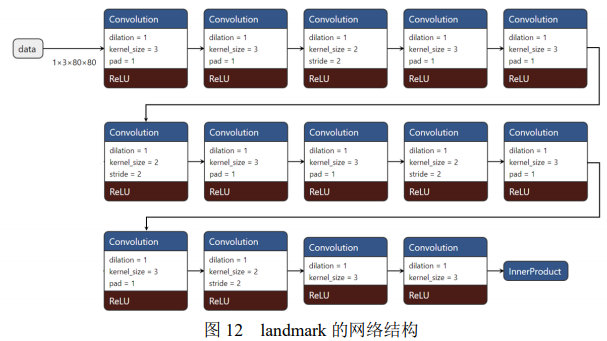 data
1×3×80×80
Convolution
dilation = 1
kernel_size = 3
pad = 1
ReLU
Convolution
dilation = 1
kernel_size = 3
pad = 1
ReLU
Convolution
dilation = 1
kernel_size = 2
stride = 2
ReLU
Convolution
dilation = 1
kernel_size = 3
pad = 1
ReLU
Convolution
dilation = 1
kernel_size = 3
pad = 1
ReLU
Convolution
dilation = 1
kernel_size = 2
stride = 2
ReLU
Convolution
dilation = 1
kernel_size = 3
pad = 1
ReLU
Convolution
dilation = 1
kernel_size = 3
pad = 1
ReLU
Convolution
dilation = 1
kernel_size = 2
stride = 2
ReLU
Convolution
dilation = 1
kernel_size = 3
pad = 1
ReLU
Convolution
dilation = 1
kernel_size = 3
pad = 1
ReLU
Convolution
dilation = 1
kernel_size = 2
stride = 2
ReLU
Convolution
dilation = 1
kernel_size = 3
ReLU
Convolution
dilation = 1
kernel_size = 3
ReLU
InnerProduct
图 12 landmark 的网络结构